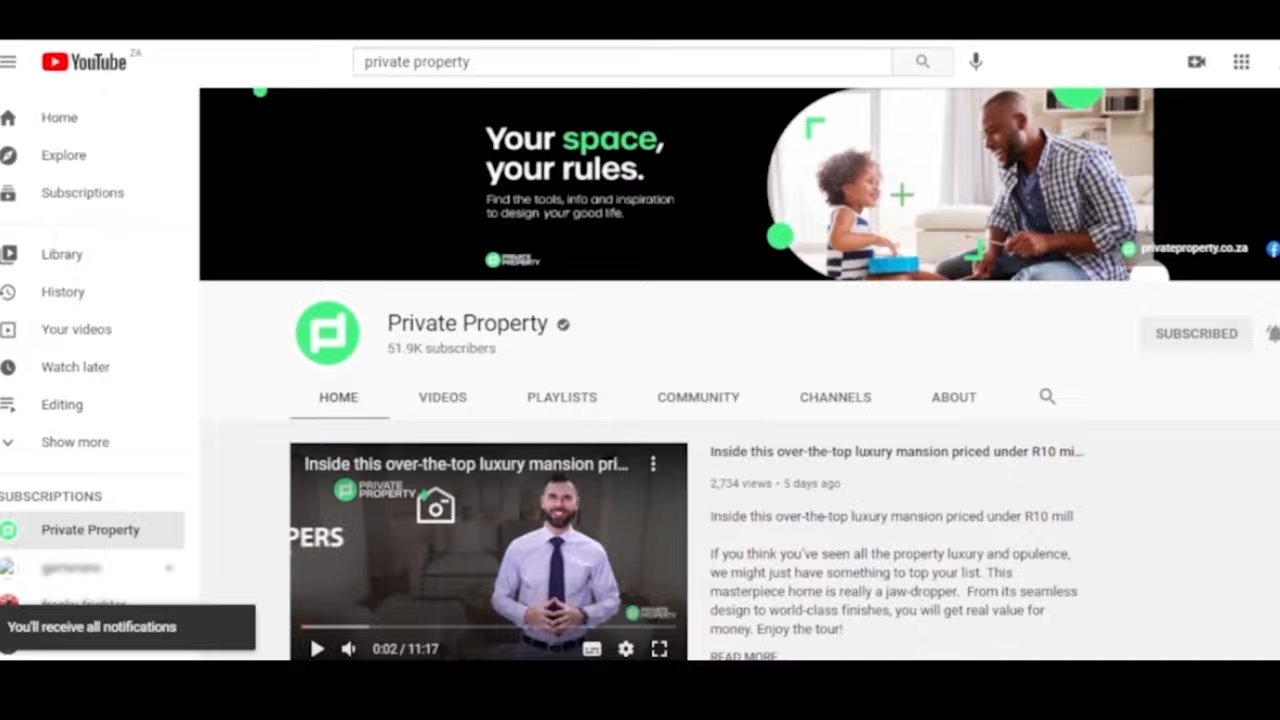 YouTube ZA
private property
Home
Explore
Subscriptions
Library
History
Your videos
Watch later
Editing
Show more
SUBSCRIPTIONS
Private Property
You'll receive all notifications
Your space,
your rules.
Find the tools, info and inspiration
to design your good life.
PRIVATE
PROPERTY
privateproperty.co.za
Private Property
51.9K subscribers
SUBSCRIBED
HOME VIDEOS PLAYLISTS COMMUNITY CHANNELS ABOUT
Inside this over-the-top luxury mansion pri...
PRIVATE
PROPERTY
PERS
PRIVATE
PROPERTY
0:02 / 11:17
Inside this over-the-top luxury mansion priced under R10 mi...
2,734 views • 5 days ago
Inside this over-the-top luxury mansion priced under R10 mill
If you think you've seen all the property luxury and opulence,
we might just have something to top your list. This
masterpiece home is really a jaw-dropper. From its seamless
design to world-class finishes, you will get real value for
money. Enjoy the tour!
READ MORE